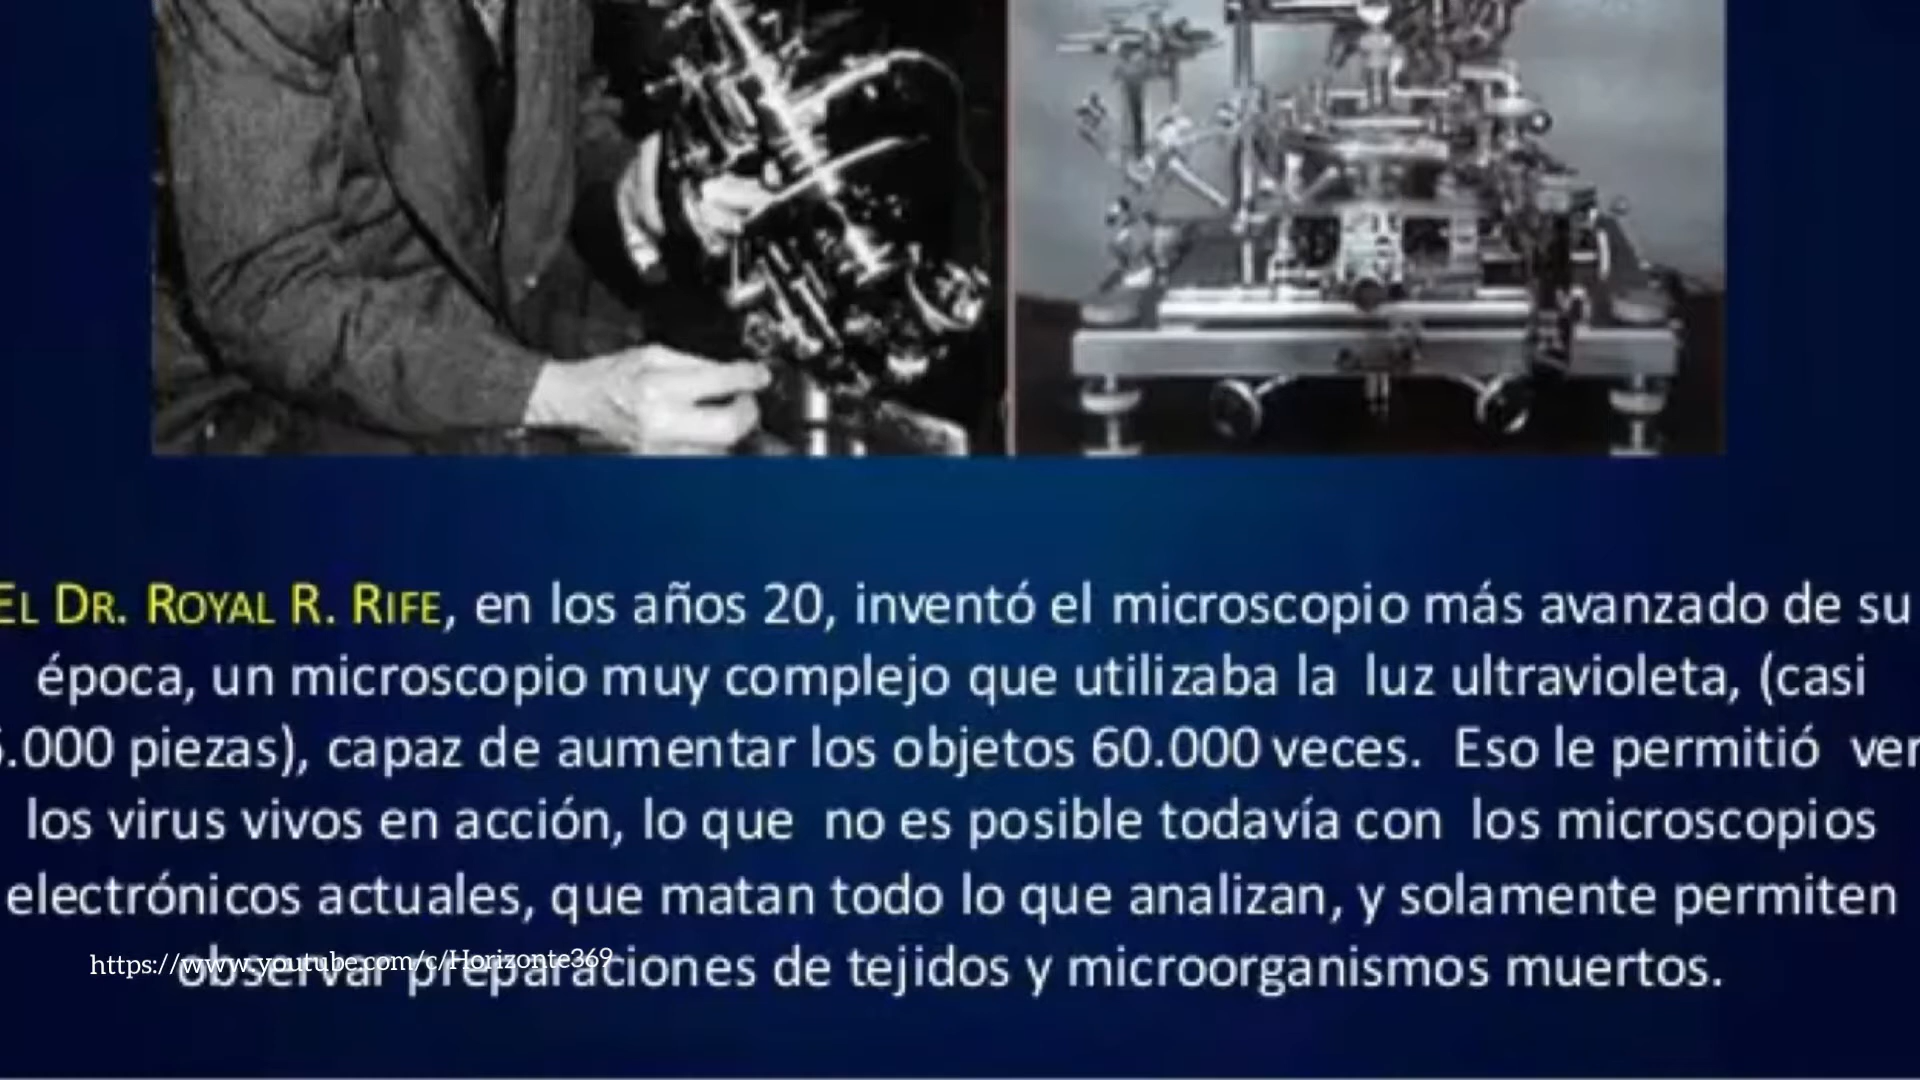 EL DR. ROYAL R. RIFE, en los años 20, inventó el microscopio más avanzado de su
época, un microscopio muy complejo que utilizaba la luz ultravioleta, (casi
.000 piezas), capaz de aumentar los objetos 60.000 veces. Eso le permitió ver
los virus vivos en acción, lo que no es posible todavía con los microscopios
electrónicos actuales, que matan todo lo que analizan, y solamente permiten
observar preparaciones de tejidos y microorganismos muertos.
https://www.youtube.com/c/Horizonte369